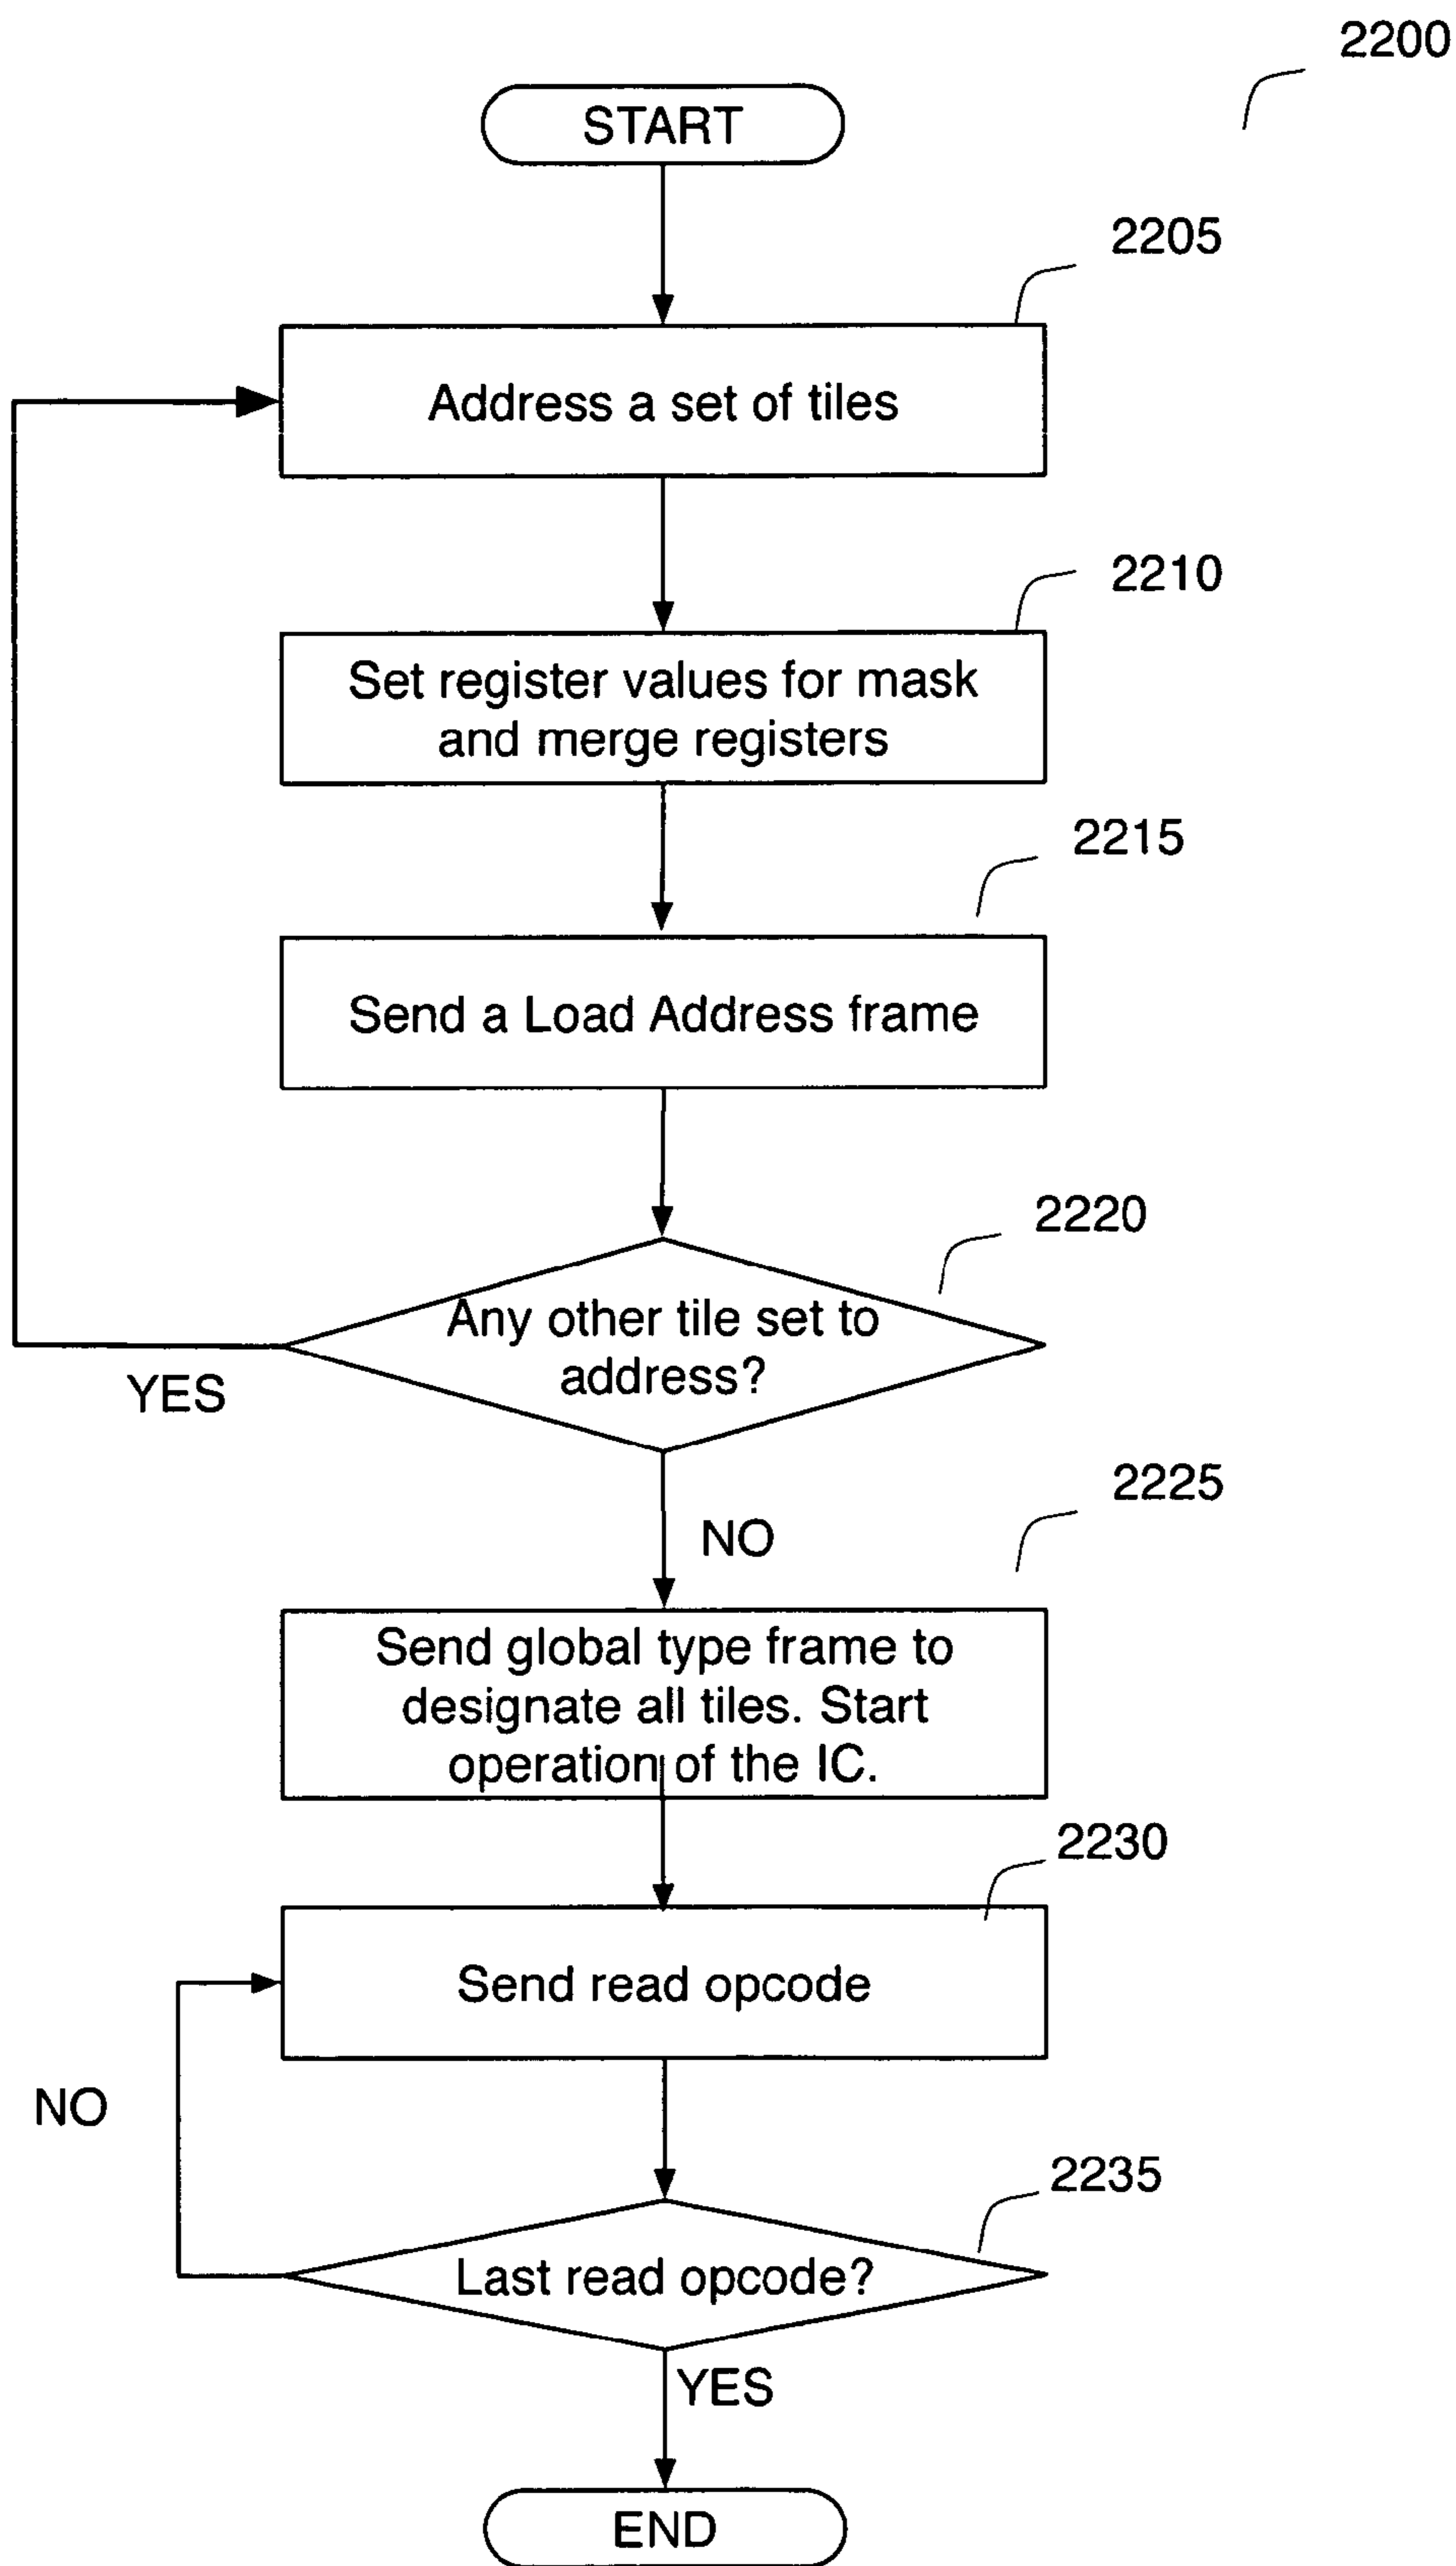 2200
START
2205
Address a set of tiles
2210
Set register values for mask
and merge registers
2215
Send a Load Address frame
2220
Any other tile set to
address?
YES
2225
NO
Send global type frame to
designate all tiles. Start
operation of the IC.
2230
Send read opcode
NO
2235
Last read opcode?
YES
END